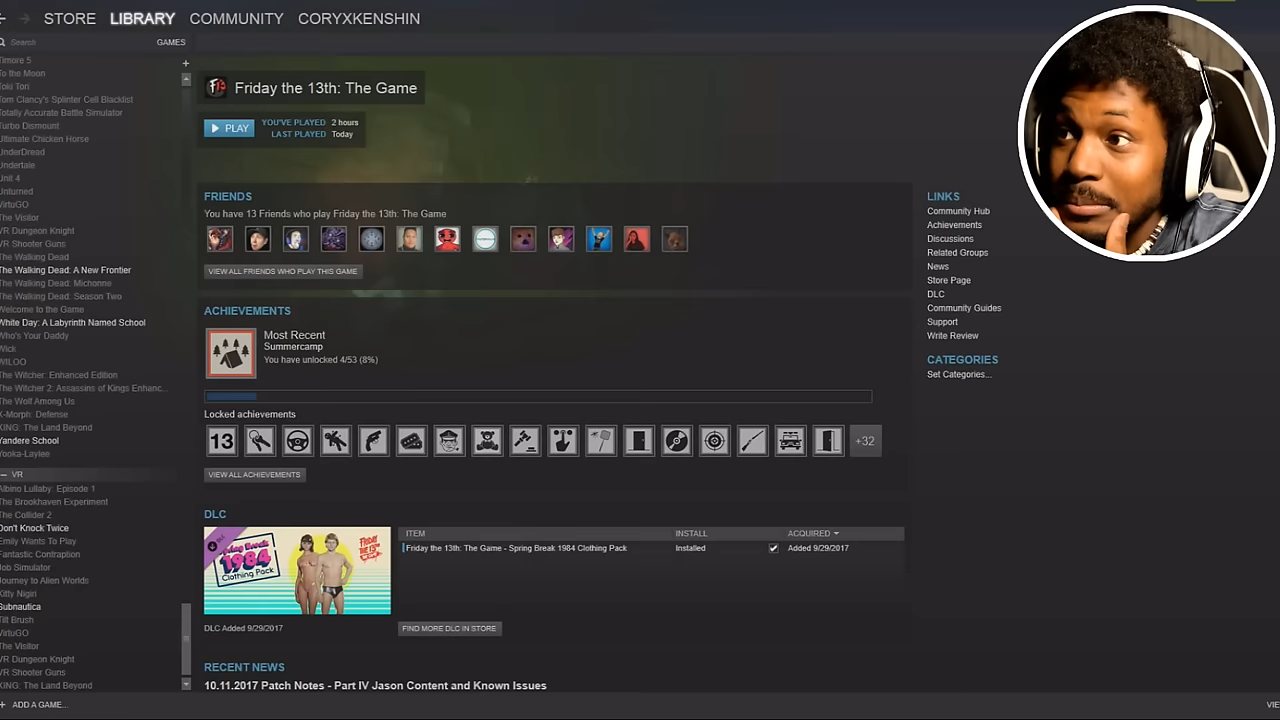 STORE LIBRARY COMMUNITY CORYXKENSHIN
Search GAMES
Timore 5
To the Moon
Toki Tori
Tom Clancy's Splinter Cell Blacklist
Totally Accurate Battle Simulator
Turbo Dismount
Ultimate Chicken Horse
UnderDread
Undertale
Unit 4
Unturned
VirtuGO
The Visitor
VR Dungeon Knight
VR Shooter Guns
The Walking Dead
The Walking Dead: A New Frontier
The Walking Dead: Michonne
The Walking Dead: Season Two
Welcome to the Game
White Day: A Labyrinth Named School
Who's Your Daddy
Wick
WILOO
The Witcher: Enhanced Edition
The Witcher 2: Assassins of Kings Enhanc...
The Wolf Among Us
X-Morph: Defense
XING: The Land Beyond
Yandere School
Yooka-Laylee
VR
Albino Lullaby: Episode 1
The Brookhaven Experiment
The Collider 2
Don't Knock Twice
Emily Wants To Play
Fantastic Contraption
Job Simulator
Journey to Alien Worlds
Kitty Nigiri
Subnautica
Tilt Brush
VirtuGO
The Visitor
VR Dungeon Knight
VR Shooter Guns
XING: The Land Beyond
+ ADD A GAME...
F13 Friday the 13th: The Game
PLAY
YOU'VE PLAYED 2 hours
LAST PLAYED Today
FRIENDS
You have 13 Friends who play Friday the 13th: The Game
VIEW ALL FRIENDS WHO PLAY THIS GAME
ACHIEVEMENTS
Most Recent
Summercamp
You have unlocked 4/53 (8%)
Locked achievements
13
+32
VIEW ALL ACHIEVEMENTS
DLC
DLC
Spring Break
1984
Clothing Pack
FRIDAY THE 13TH
DLC Added 9/29/2017
ITEM INSTALL ACQUIRED
Friday the 13th: The Game - Spring Break 1984 Clothing Pack Installed Added 9/29/2017
FIND MORE DLC IN STORE
RECENT NEWS
10.11.2017 Patch Notes - Part IV Jason Content and Known Issues
LINKS
Community Hub
Achievements
Discussions
Related Groups
News
Store Page
DLC
Community Guides
Support
Write Review
CATEGORIES
Set Categories...
VIE